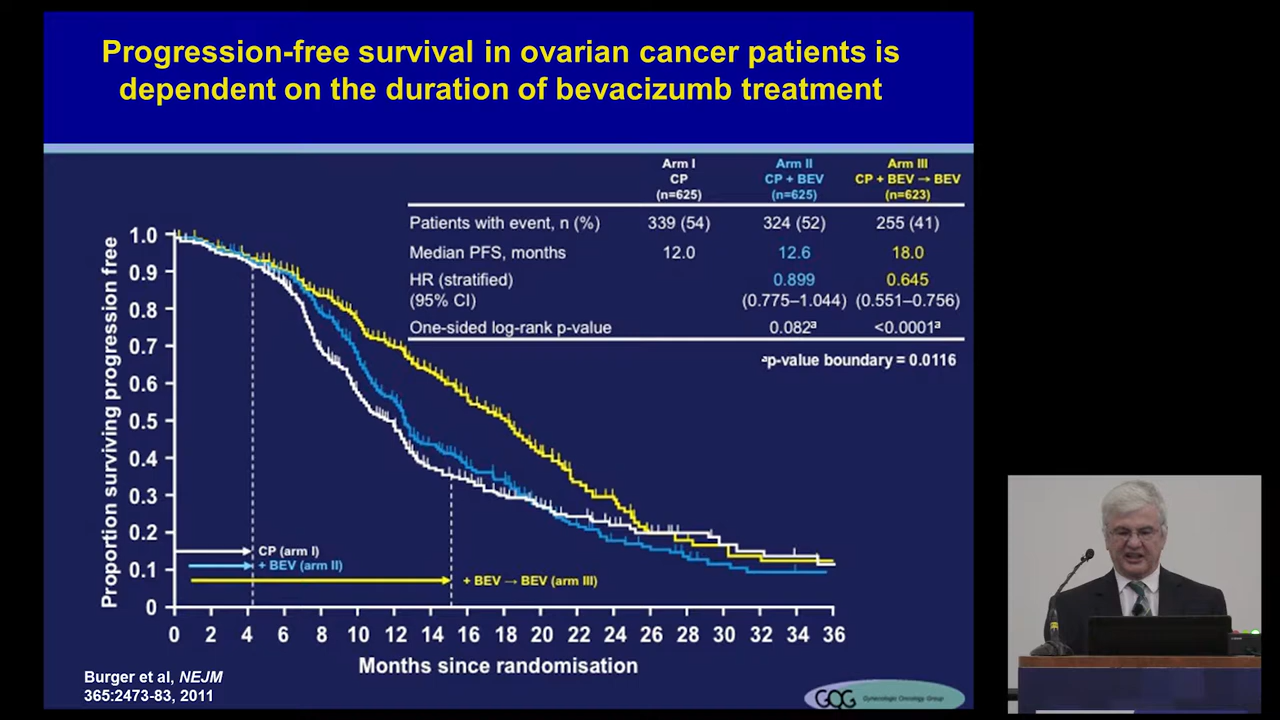 Progression-free survival in ovarian cancer patients is
dependent on the duration of bevacizumb treatment
Arm I
CP
(n=625)
Arm II
CP + BEV
(n=625)
Arm III
CP + BEV → BEV
(n=623)
Patients with event, n (%) 339 (54) 324 (52) 255 (41)
Median PFS, months 12.0 12.6 18.0
HR (stratified) 0.899 0.645
(95% CI) (0.775–1.044) (0.551–0.756)
One-sided log-rank p-value 0.082ª <0.0001ª
ªp-value boundary = 0.0116
Proportion surviving progression free
1.0
0.9
0.8
0.7
0.6
0.5
0.4
0.3
0.2
0.1
0
CP (arm I)
+ BEV (arm II)
+ BEV → BEV (arm III)
0 2 4 6 8 10 12 14 16 18 20 22 24 26 28 30 32 34 36
Months since randomisation
Burger et al, NEJM
365:2473-83, 2011
GOG Gynecologic Oncology Group